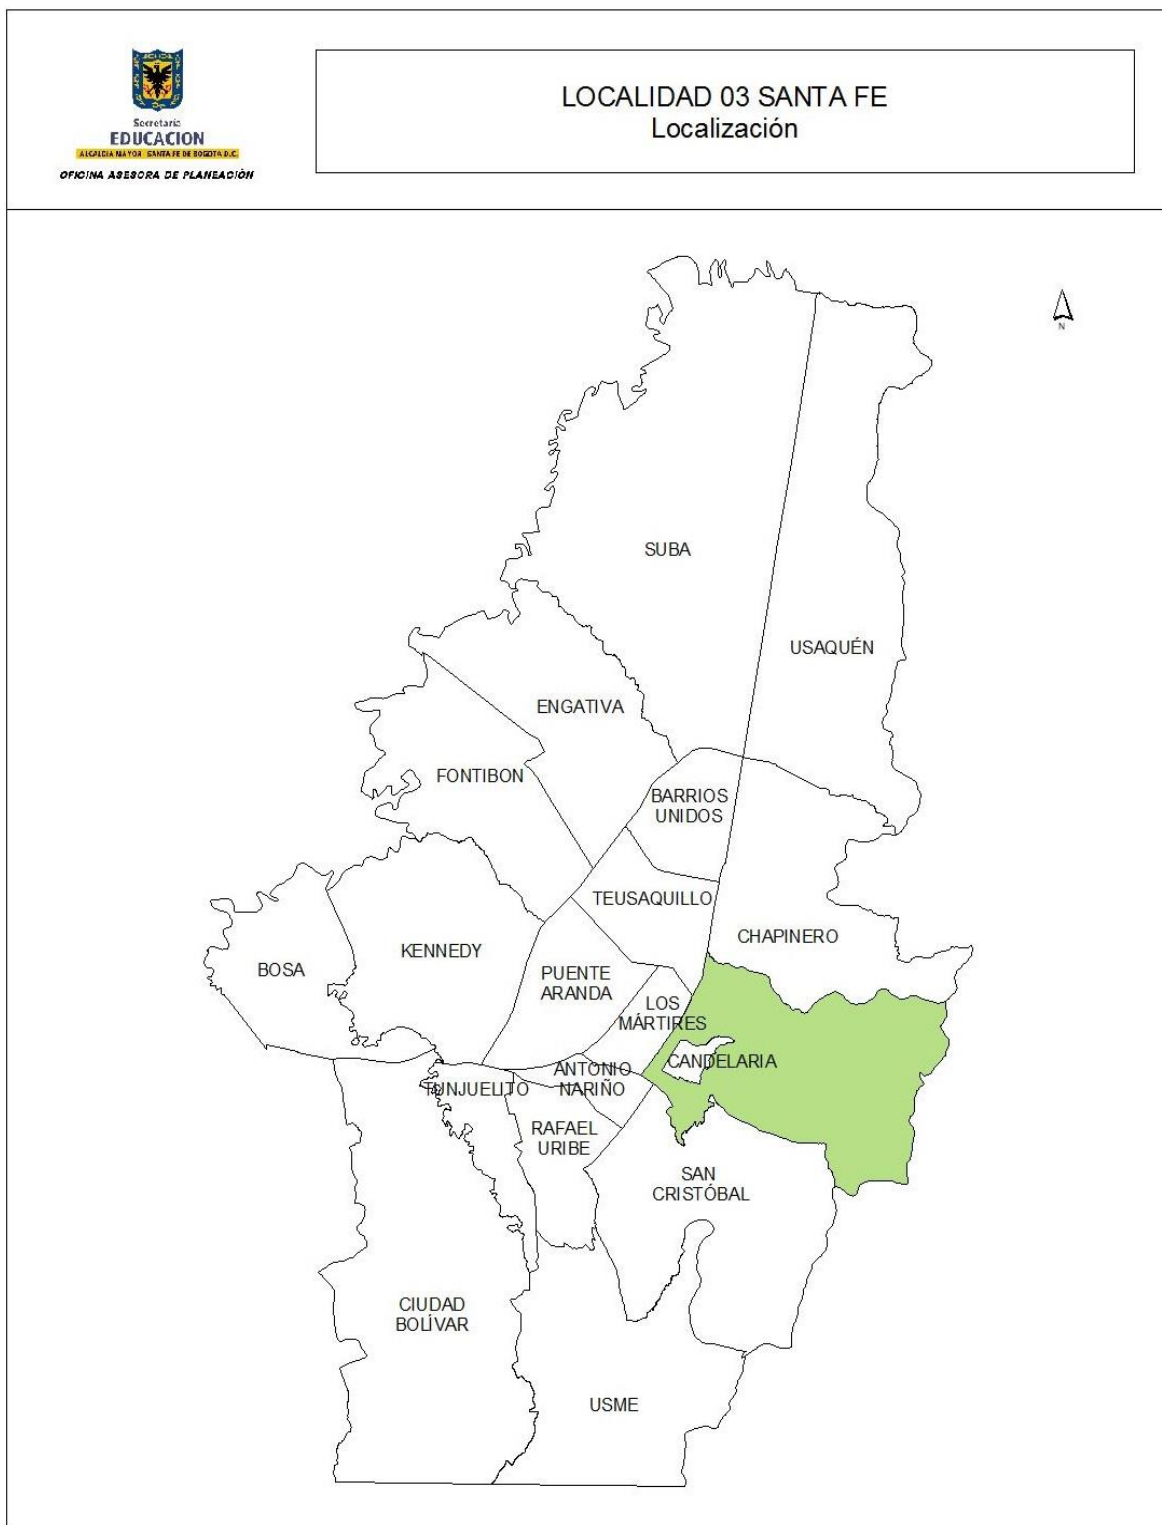 Secretaría
EDUCACION
ALCALDIA MAYOR SANTA FE DE BOGOTA D.C.
OFICINA ASESORA DE PLANEACIÓN
LOCALIDAD 03 SANTA FE
Localización
N
SUBA
USAQUÉN
ENGATIVA
FONTIBON
BARRIOS
UNIDOS
TEUSAQUILLO
CHAPINERO
KENNEDY
BOSA
PUENTE
ARANDA
LOS
MÁRTIRES
CANDELARIA
ANTONIO
NARIÑO
TUNJUELITO
RAFAEL
URIBE
SAN
CRISTÓBAL
CIUDAD
BOLÍVAR
USME